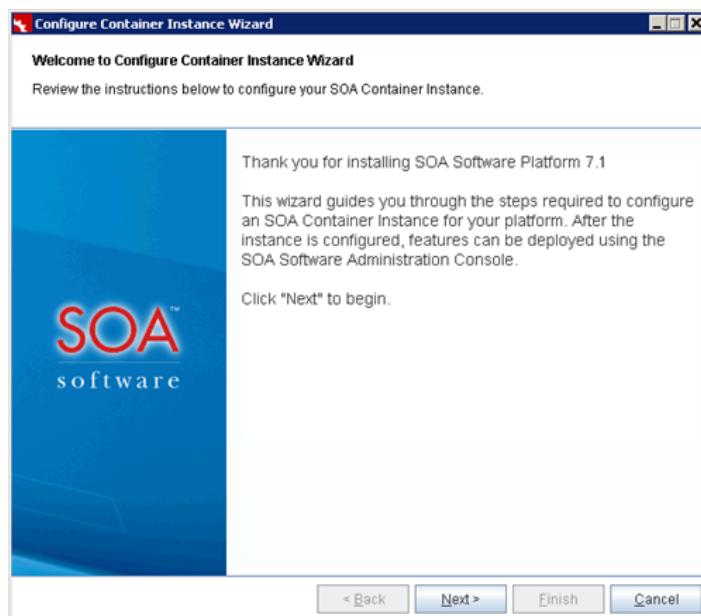 Configure Container Instance Wizard
Welcome to Configure Container Instance Wizard
Review the instructions below to configure your SOA Container Instance.
Thank you for installing SOA Software Platform 7.1
This wizard guides you through the steps required to configure
an SOA Container Instance for your platform. After the
instance is configured, features can be deployed using the
SOA Software Administration Console.
Click "Next" to begin.
SOA™
software
< Back Next > Finish Cancel